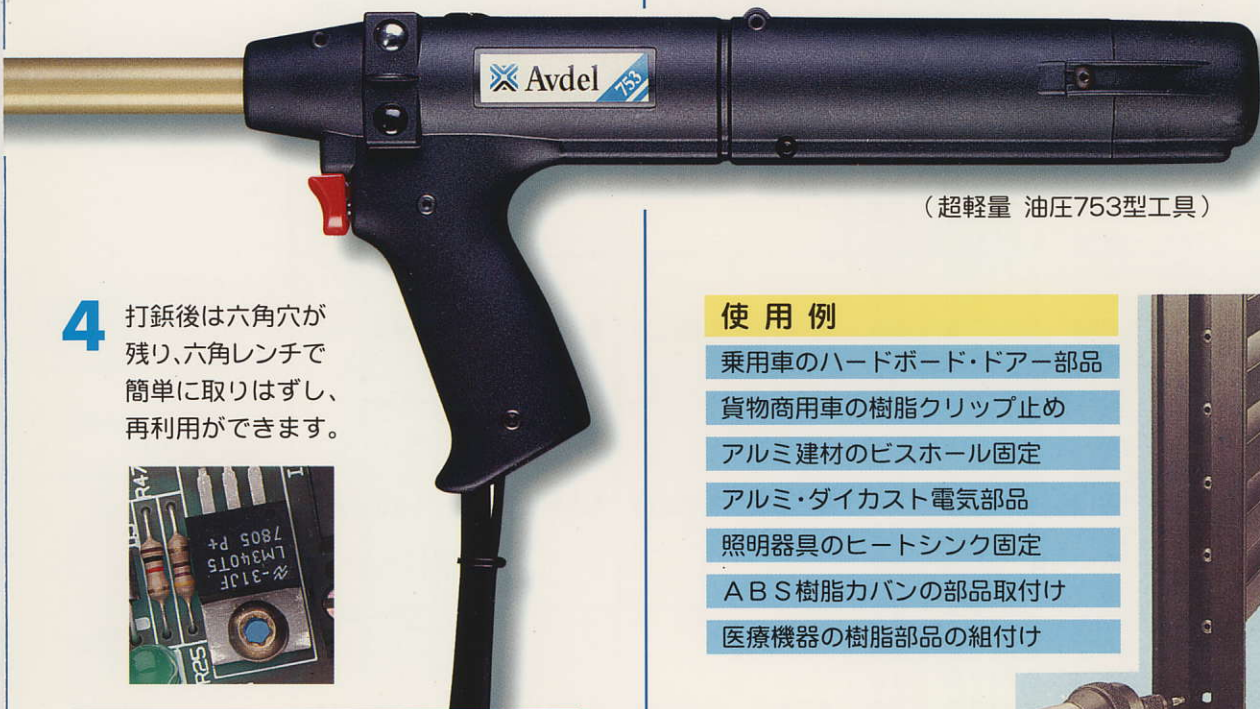 Avdel 753
(超軽量 油圧753型工具)
4
打鋲後は六角穴が
残り、六角レンチで
簡単に取りはずし、
再利用ができます。
R47
-31JF
LM340T5
7805 P+
R25
使用例
乗用車のハードボード・ドアー部品
貨物商用車の樹脂クリップ止め
アルミ建材のビスホール固定
アルミ・ダイカスト電気部品
照明器具のヒートシンク固定
ABS樹脂カバンの部品取付け
医療機器の樹脂部品の組付け